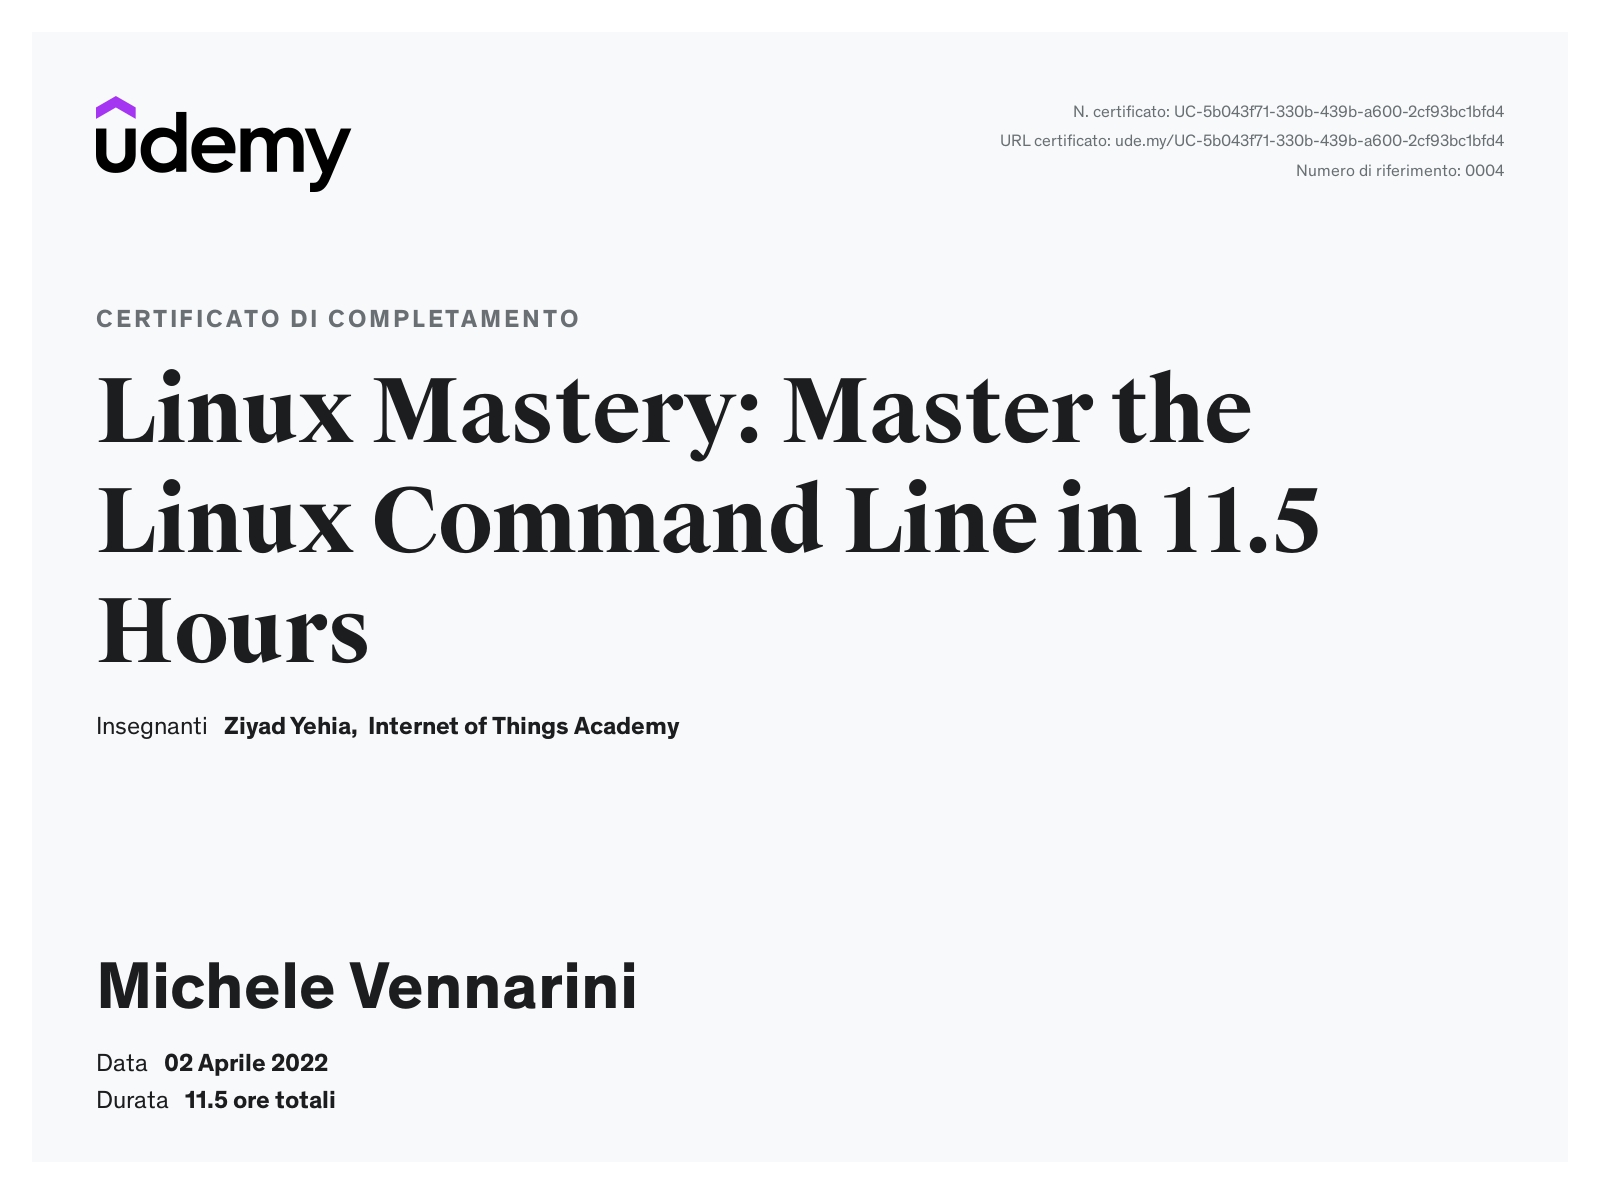 udemy
N. certificato: UC-5b043f71-330b-439b-a600-2cf93bc1bfd4
URL certificato: ude.my/UC-5b043f71-330b-439b-a600-2cf93bc1bfd4
Numero di riferimento: 0004
CERTIFICATO DI COMPLETAMENTO
Linux Mastery: Master the
Linux Command Line in 11.5
Hours
Insegnanti Ziyad Yehia, Internet of Things Academy
Michele Vennarini
Data 02 Aprile 2022
Durata 11.5 ore totali